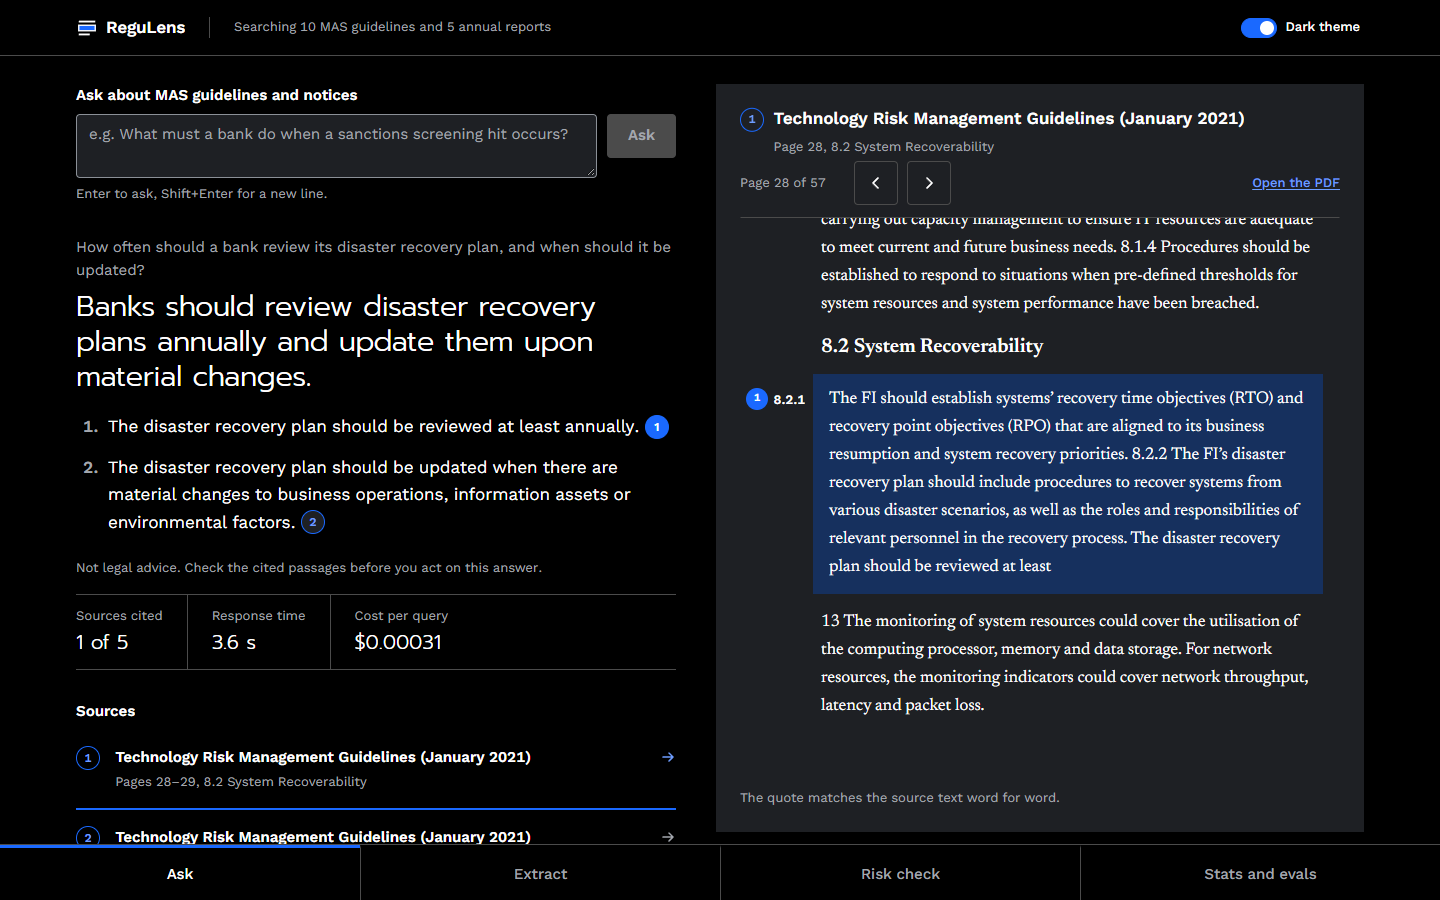 ReguLens
Searching 10 MAS guidelines and 5 annual reports
Dark theme
Ask about MAS guidelines and notices
e.g. What must a bank do when a sanctions screening hit occurs?
Ask
Enter to ask, Shift+Enter for a new line.
How often should a bank review its disaster recovery plan, and when should it be
updated?
Banks should review disaster recovery
plans annually and update them upon
material changes.
1. The disaster recovery plan should be reviewed at least annually. 1
2. The disaster recovery plan should be updated when there are
material changes to business operations, information assets or
environmental factors. 2
Not legal advice. Check the cited passages before you act on this answer.
Sources cited
1 of 5
Response time
3.6 s
Cost per query
$0.00031
Sources
1 Technology Risk Management Guidelines (January 2021)
Pages 28–29, 8.2 System Recoverability
2 Technology Risk Management Guidelines (January 2021)
1 Technology Risk Management Guidelines (January 2021)
Page 28, 8.2 System Recoverability
Page 28 of 57
Open the PDF
carrying out capacity management to ensure IT resources are adequate
to meet current and future business needs. 8.1.4 Procedures should be
established to respond to situations when pre-defined thresholds for
system resources and system performance have been breached.
8.2 System Recoverability
1 8.2.1 The FI should establish systems’ recovery time objectives (RTO) and
recovery point objectives (RPO) that are aligned to its business
resumption and system recovery priorities. 8.2.2 The FI’s disaster
recovery plan should include procedures to recover systems from
various disaster scenarios, as well as the roles and responsibilities of
relevant personnel in the recovery process. The disaster recovery
plan should be reviewed at least
13 The monitoring of system resources could cover the utilisation of
the computing processor, memory and data storage. For network
resources, the monitoring indicators could cover network throughput,
latency and packet loss.
The quote matches the source text word for word.
Ask
Extract
Risk check
Stats and evals